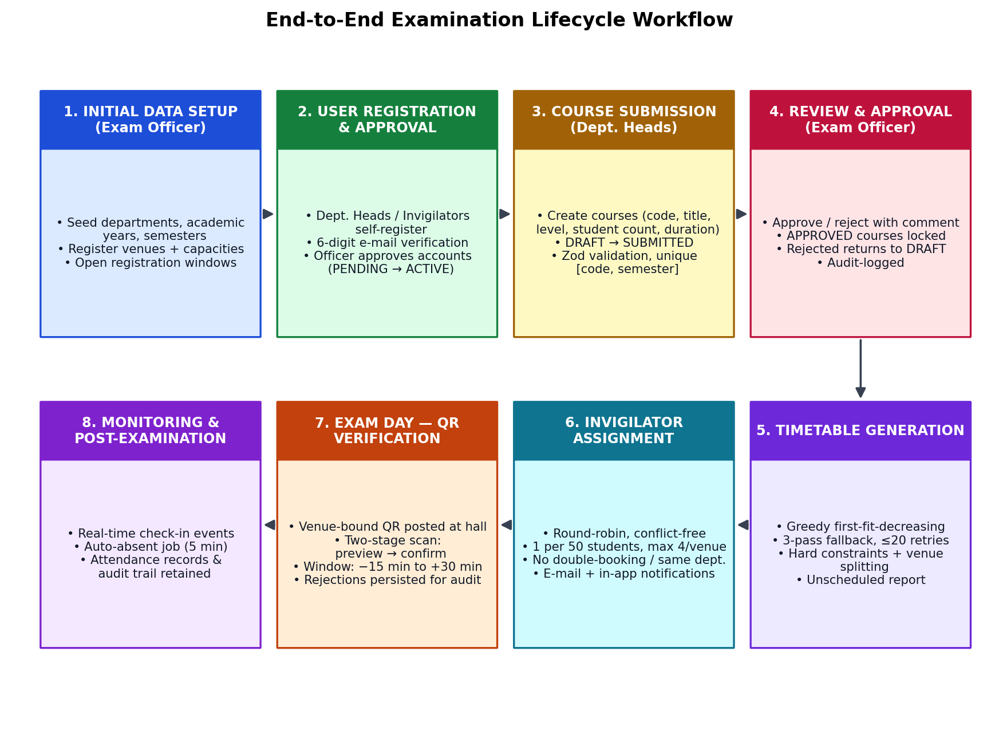 End-to-End Examination Lifecycle Workflow
1. INITIAL DATA SETUP
(Exam Officer)
• Seed departments, academic
years, semesters
• Register venues + capacities
• Open registration windows
2. USER REGISTRATION
& APPROVAL
• Dept. Heads / Invigilators
self-register
• 6-digit e-mail verification
• Officer approves accounts
(PENDING → ACTIVE)
3. COURSE SUBMISSION
(Dept. Heads)
• Create courses (code, title,
level, student count, duration)
• DRAFT → SUBMITTED
• Zod validation, unique
[code, semester]
4. REVIEW & APPROVAL
(Exam Officer)
• Approve / reject with comment
• APPROVED courses locked
• Rejected returns to DRAFT
• Audit-logged
5. TIMETABLE GENERATION
• Greedy first-fit-decreasing
• 3-pass fallback, ≤20 retries
• Hard constraints + venue
splitting
• Unscheduled report
6. INVIGILATOR
ASSIGNMENT
• Round-robin, conflict-free
• 1 per 50 students, max 4/venue
• No double-booking / same dept.
• E-mail + in-app notifications
7. EXAM DAY — QR
VERIFICATION
• Venue-bound QR posted at hall
• Two-stage scan:
preview → confirm
• Window: −15 min to +30 min
• Rejections persisted for audit
8. MONITORING &
POST-EXAMINATION
• Real-time check-in events
• Auto-absent job (5 min)
• Attendance records &
audit trail retained